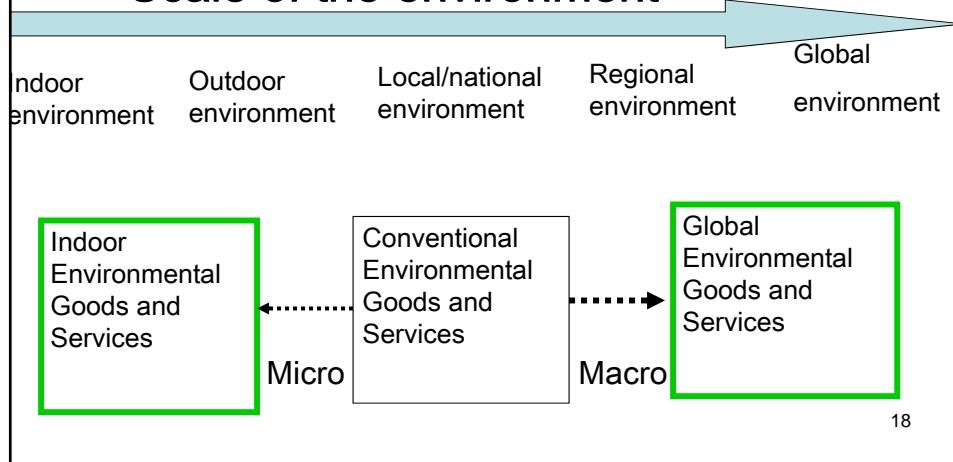 Scale of the environment
Indoor
environment
Outdoor
environment
Local/national
environment
Regional
environment
Global
environment
Indoor
Environmental
Goods and
Services
Conventional
Environmental
Goods and
Services
Global
Environmental
Goods and
Services
Micro
Macro
18